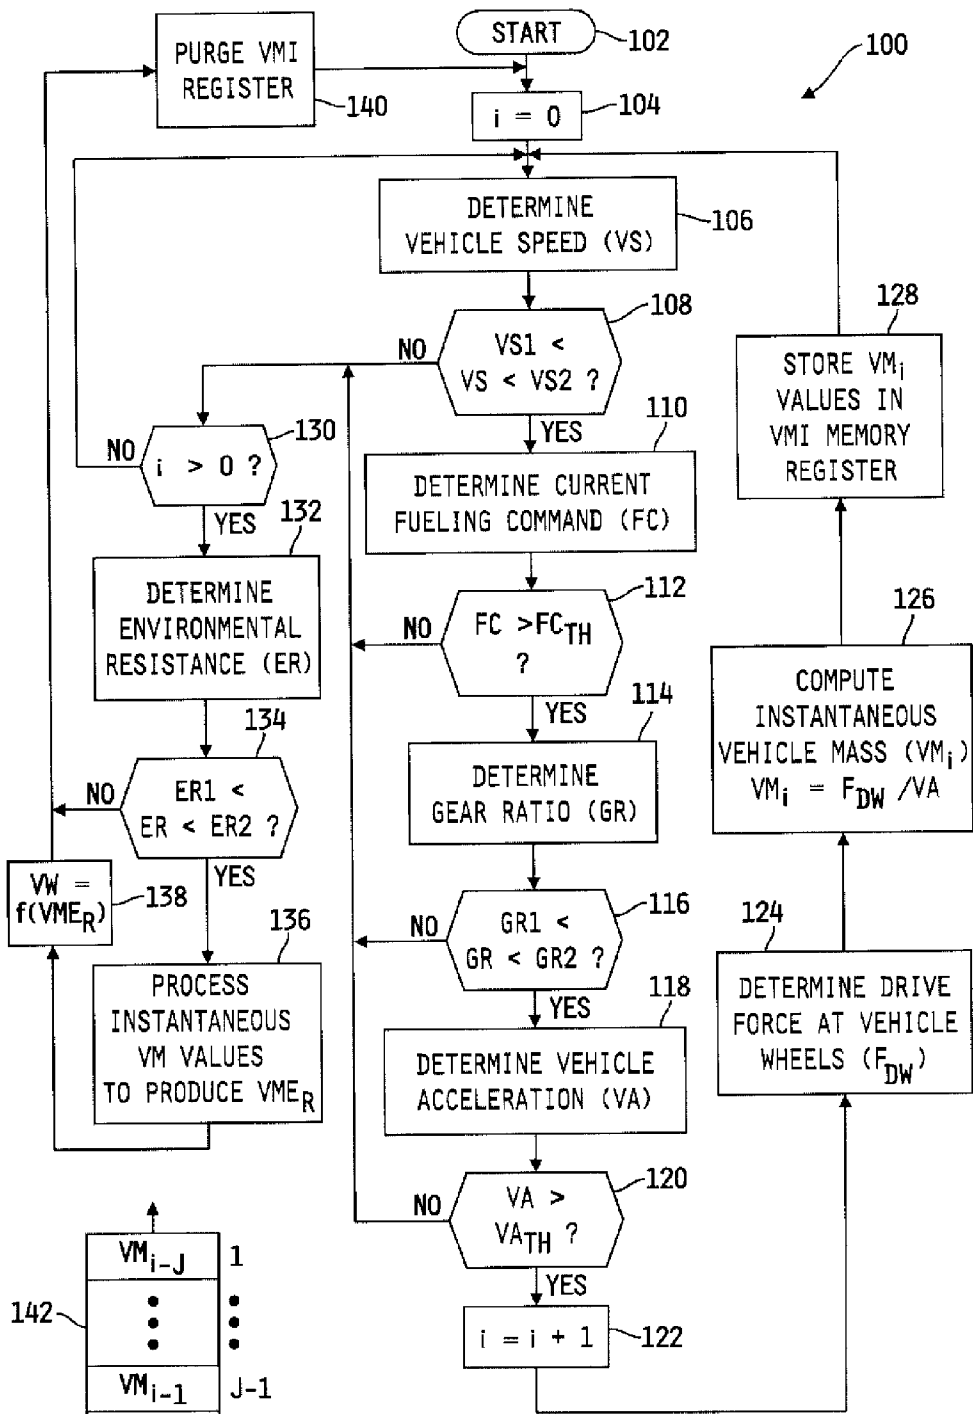 START
102
100
PURGE VMI
REGISTER
140
i = 0
104
DETERMINE
VEHICLE SPEED (VS)
106
VS1 <
VS < VS2 ?
108
NO
YES
DETERMINE CURRENT
FUELING COMMAND (FC)
110
FC >FCTH
?
112
NO
YES
DETERMINE
GEAR RATIO (GR)
114
GR1 <
GR < GR2 ?
116
NO
YES
DETERMINE VEHICLE
ACCELERATION (VA)
118
VA >
VATH ?
120
NO
YES
i = i + 1
122
DETERMINE DRIVE
FORCE AT VEHICLE
WHEELS (FDW)
124
COMPUTE
INSTANTANEOUS
VEHICLE MASS (VMi)
VMi = FDW /VA
126
STORE VMi
VALUES IN
VMI MEMORY
REGISTER
128
i > 0 ?
130
NO
YES
DETERMINE
ENVIRONMENTAL
RESISTANCE (ER)
132
ER1 <
ER < ER2 ?
134
NO
YES
PROCESS
INSTANTANEOUS
VM VALUES
TO PRODUCE VMER
136
VW =
f(VMER)
138
142
VMi-J 1
VMi-1 J-1